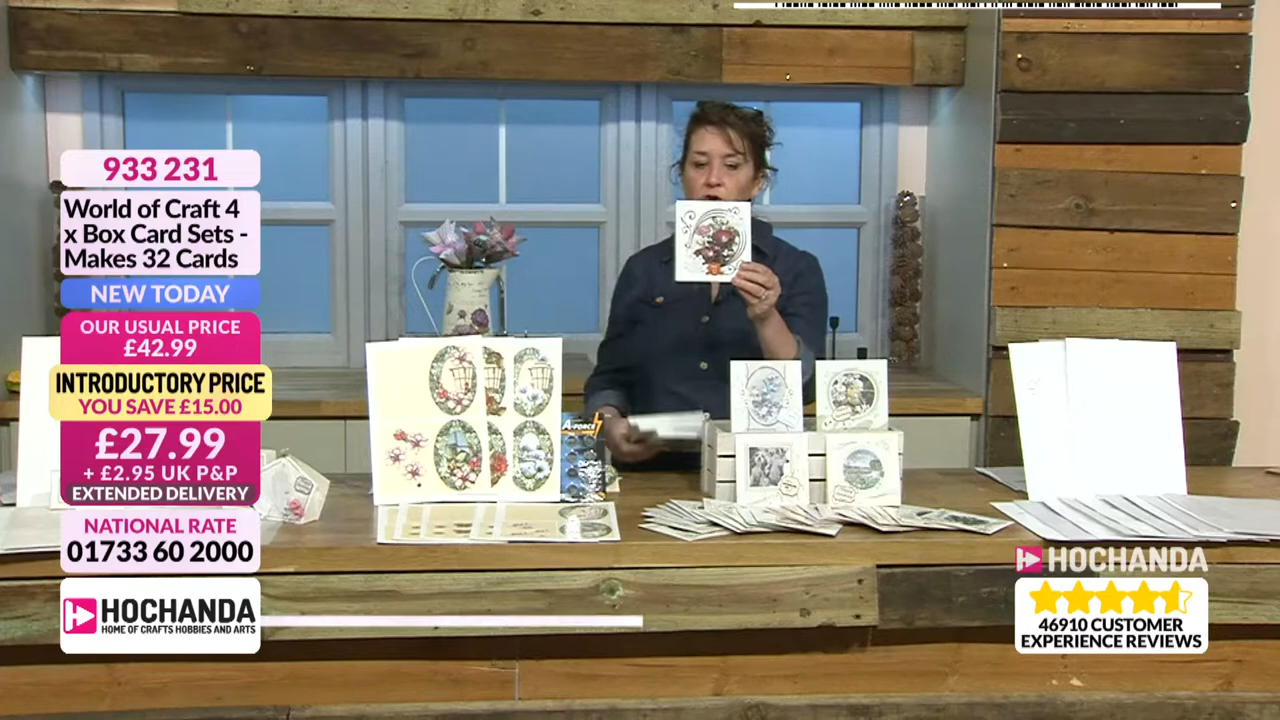 933 231
World of Craft 4
x Box Card Sets -
Makes 32 Cards
NEW TODAY
OUR USUAL PRICE
£42.99
INTRODUCTORY PRICE
YOU SAVE £15.00
£27.99
+ £2.95 UK P&P
EXTENDED DELIVERY
NATIONAL RATE
01733 60 2000
HOCHANDA
HOME OF CRAFTS HOBBIES AND ARTS
A-FORCE
HOCHANDA
46910 CUSTOMER
EXPERIENCE REVIEWS